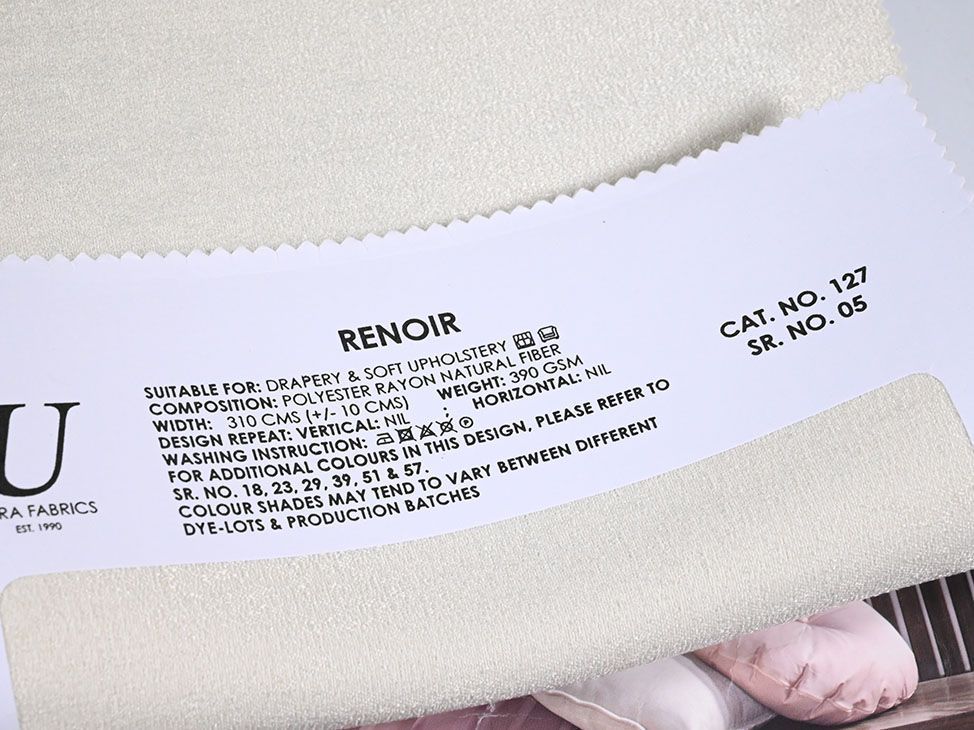 RENOIR
SUITABLE FOR: DRAPERY & SOFT UPHOLSTERY
COMPOSITION: POLYESTER RAYON NATURAL FIBER
WIDTH: 310 CMS (+/- 10 CMS) WEIGHT: 390 GSM
DESIGN REPEAT: VERTICAL: NIL HORIZONTAL: NIL
WASHING INSTRUCTION:
FOR ADDITIONAL COLOURS IN THIS DESIGN, PLEASE REFER TO
SR. NO. 18, 23, 29, 39, 51 & 57.
COLOUR SHADES MAY TEND TO VARY BETWEEN DIFFERENT
DYE-LOTS & PRODUCTION BATCHES
CAT. NO. 127
SR. NO. 05
U
RA FABRICS
EST. 1990